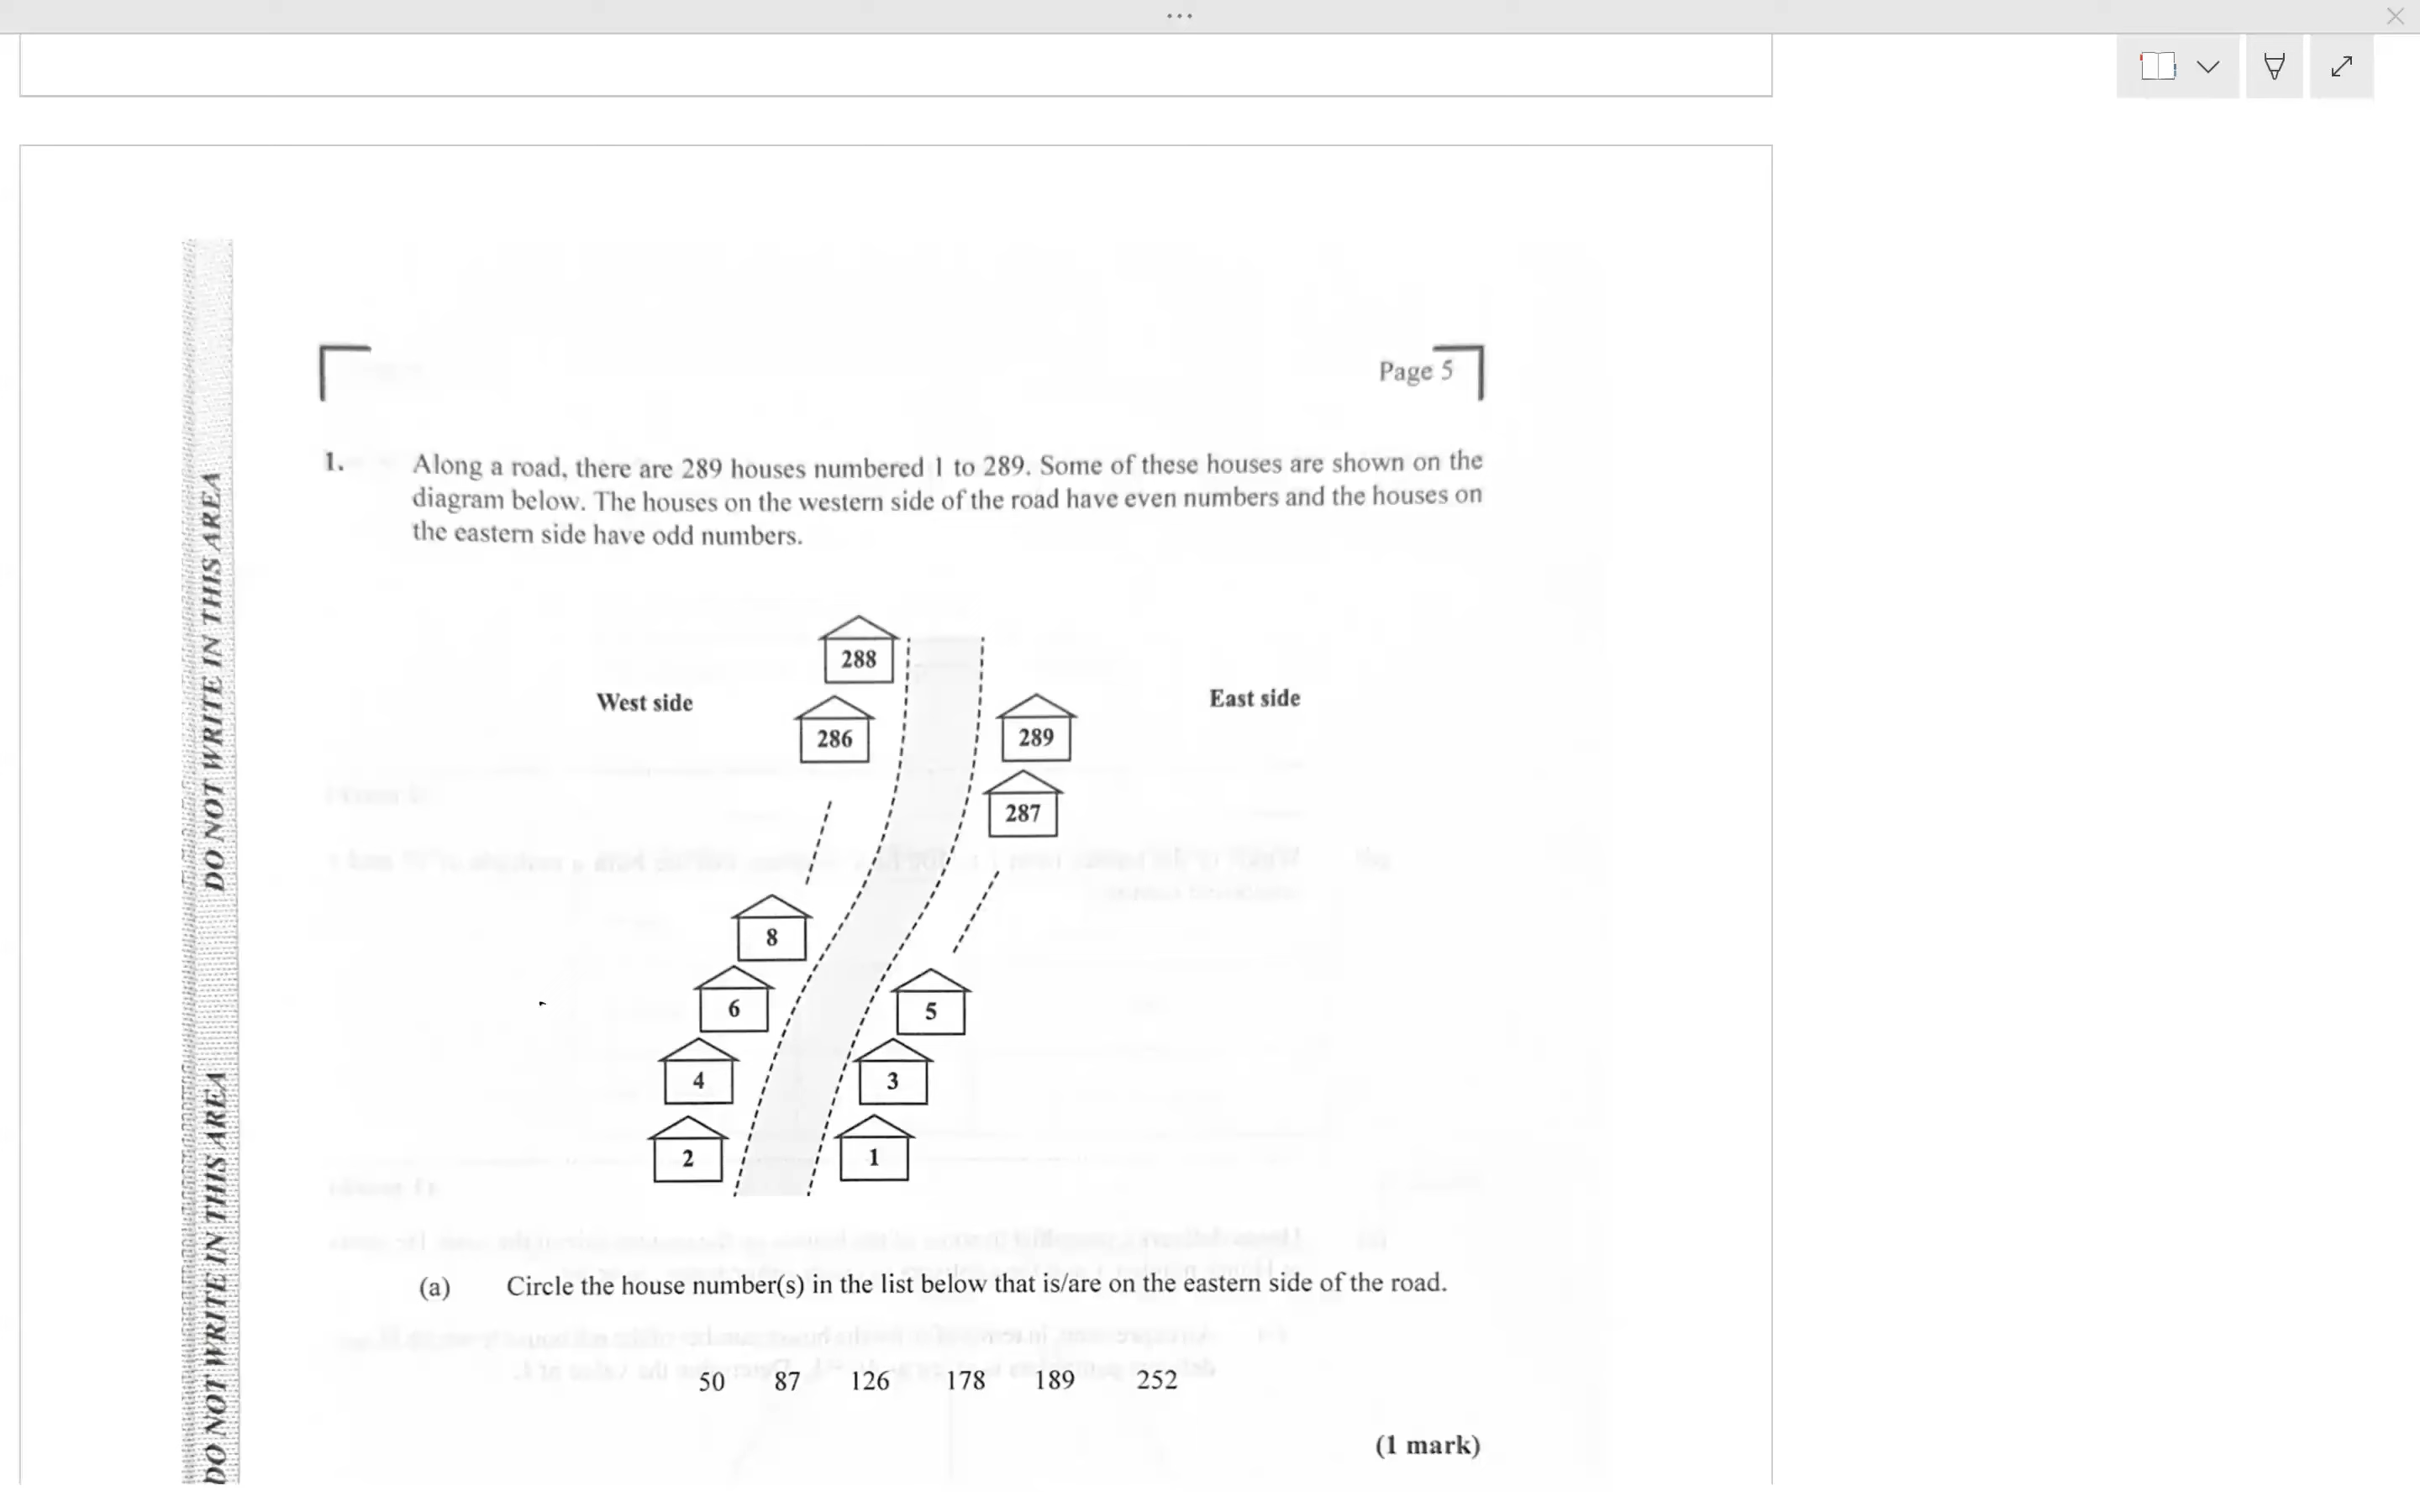 ...
DO NOT WRITE IN THIS AREA
DO NOT WRITE IN THIS AREA
Page 5
1. Along a road, there are 289 houses numbered 1 to 289. Some of these houses are shown on the
diagram below. The houses on the western side of the road have even numbers and the houses on
the eastern side have odd numbers.
288
West side
East side
286
289
287
8
6
5
4
3
2
1
(a) Circle the house number(s) in the list below that is/are on the eastern side of the road.
50 87 126 178 189 252
(1 mark)